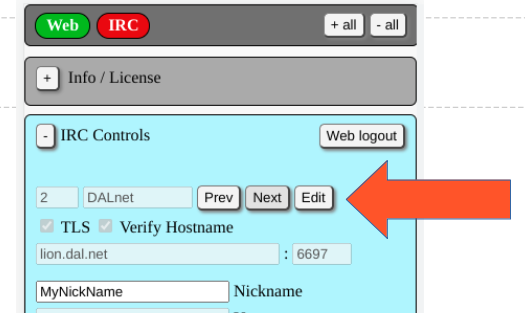 Web IRC + all - all
+ Info / License
- IRC Controls Web logout
2 DALnet Prev Next Edit
TLS Verify Hostname
lion.dal.net : 6697
MyNickName Nickname